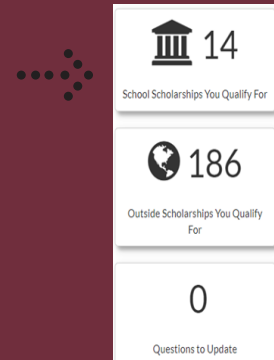 14
School Scholarships You Qualify For
186
Outside Scholarships You Qualify
For
0
Questions to Update